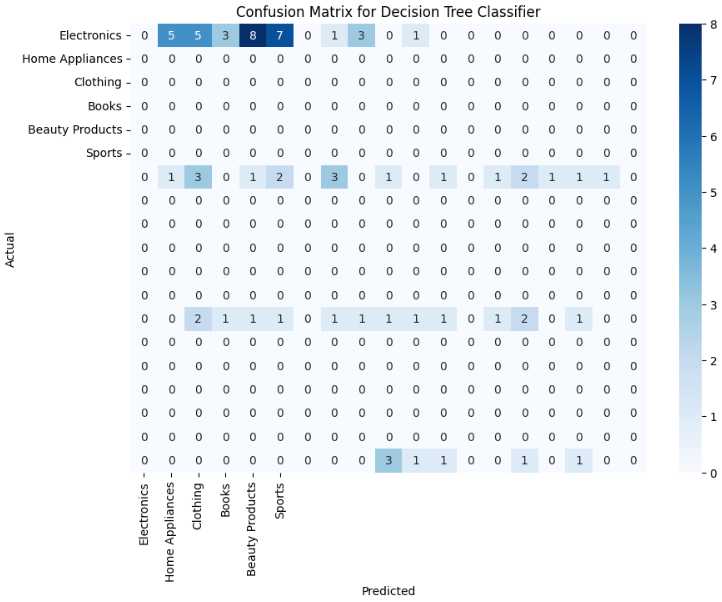 Confusion Matrix for Decision Tree Classifier
Electronics 0 5 5 3 8 7 0 1 3 0 1 0 0 0 0 0 0 0 0
Home Appliances 0 0 0 0 0 0 0 0 0 0 0 0 0 0 0 0 0 0 0
Clothing 0 0 0 0 0 0 0 0 0 0 0 0 0 0 0 0 0 0 0
Books 0 0 0 0 0 0 0 0 0 0 0 0 0 0 0 0 0 0 0
Beauty Products 0 0 0 0 0 0 0 0 0 0 0 0 0 0 0 0 0 0 0
Sports 0 0 0 0 0 0 0 0 0 0 0 0 0 0 0 0 0 0 0
0 1 3 0 1 2 0 3 0 1 0 1 0 1 2 1 1 1 0
0 0 0 0 0 0 0 0 0 0 0 0 0 0 0 0 0 0 0
0 0 0 0 0 0 0 0 0 0 0 0 0 0 0 0 0 0 0
0 0 0 0 0 0 0 0 0 0 0 0 0 0 0 0 0 0 0
0 0 0 0 0 0 0 0 0 0 0 0 0 0 0 0 0 0 0
0 0 0 0 0 0 0 0 0 0 0 0 0 0 0 0 0 0 0
0 0 2 1 1 1 0 1 1 1 1 1 0 1 2 0 1 0 0
0 0 0 0 0 0 0 0 0 0 0 0 0 0 0 0 0 0 0
0 0 0 0 0 0 0 0 0 0 0 0 0 0 0 0 0 0 0
0 0 0 0 0 0 0 0 0 0 0 0 0 0 0 0 0 0 0
0 0 0 0 0 0 0 0 0 0 0 0 0 0 0 0 0 0 0
0 0 0 0 0 0 0 0 0 0 0 0 0 0 0 0 0 0 0
0 0 0 0 0 0 0 0 0 3 1 1 0 0 1 0 1 0 0
Actual
Electronics
Home Appliances
Clothing
Books
Beauty Products
Sports
Predicted
8
7
6
5
4
3
2
1
0